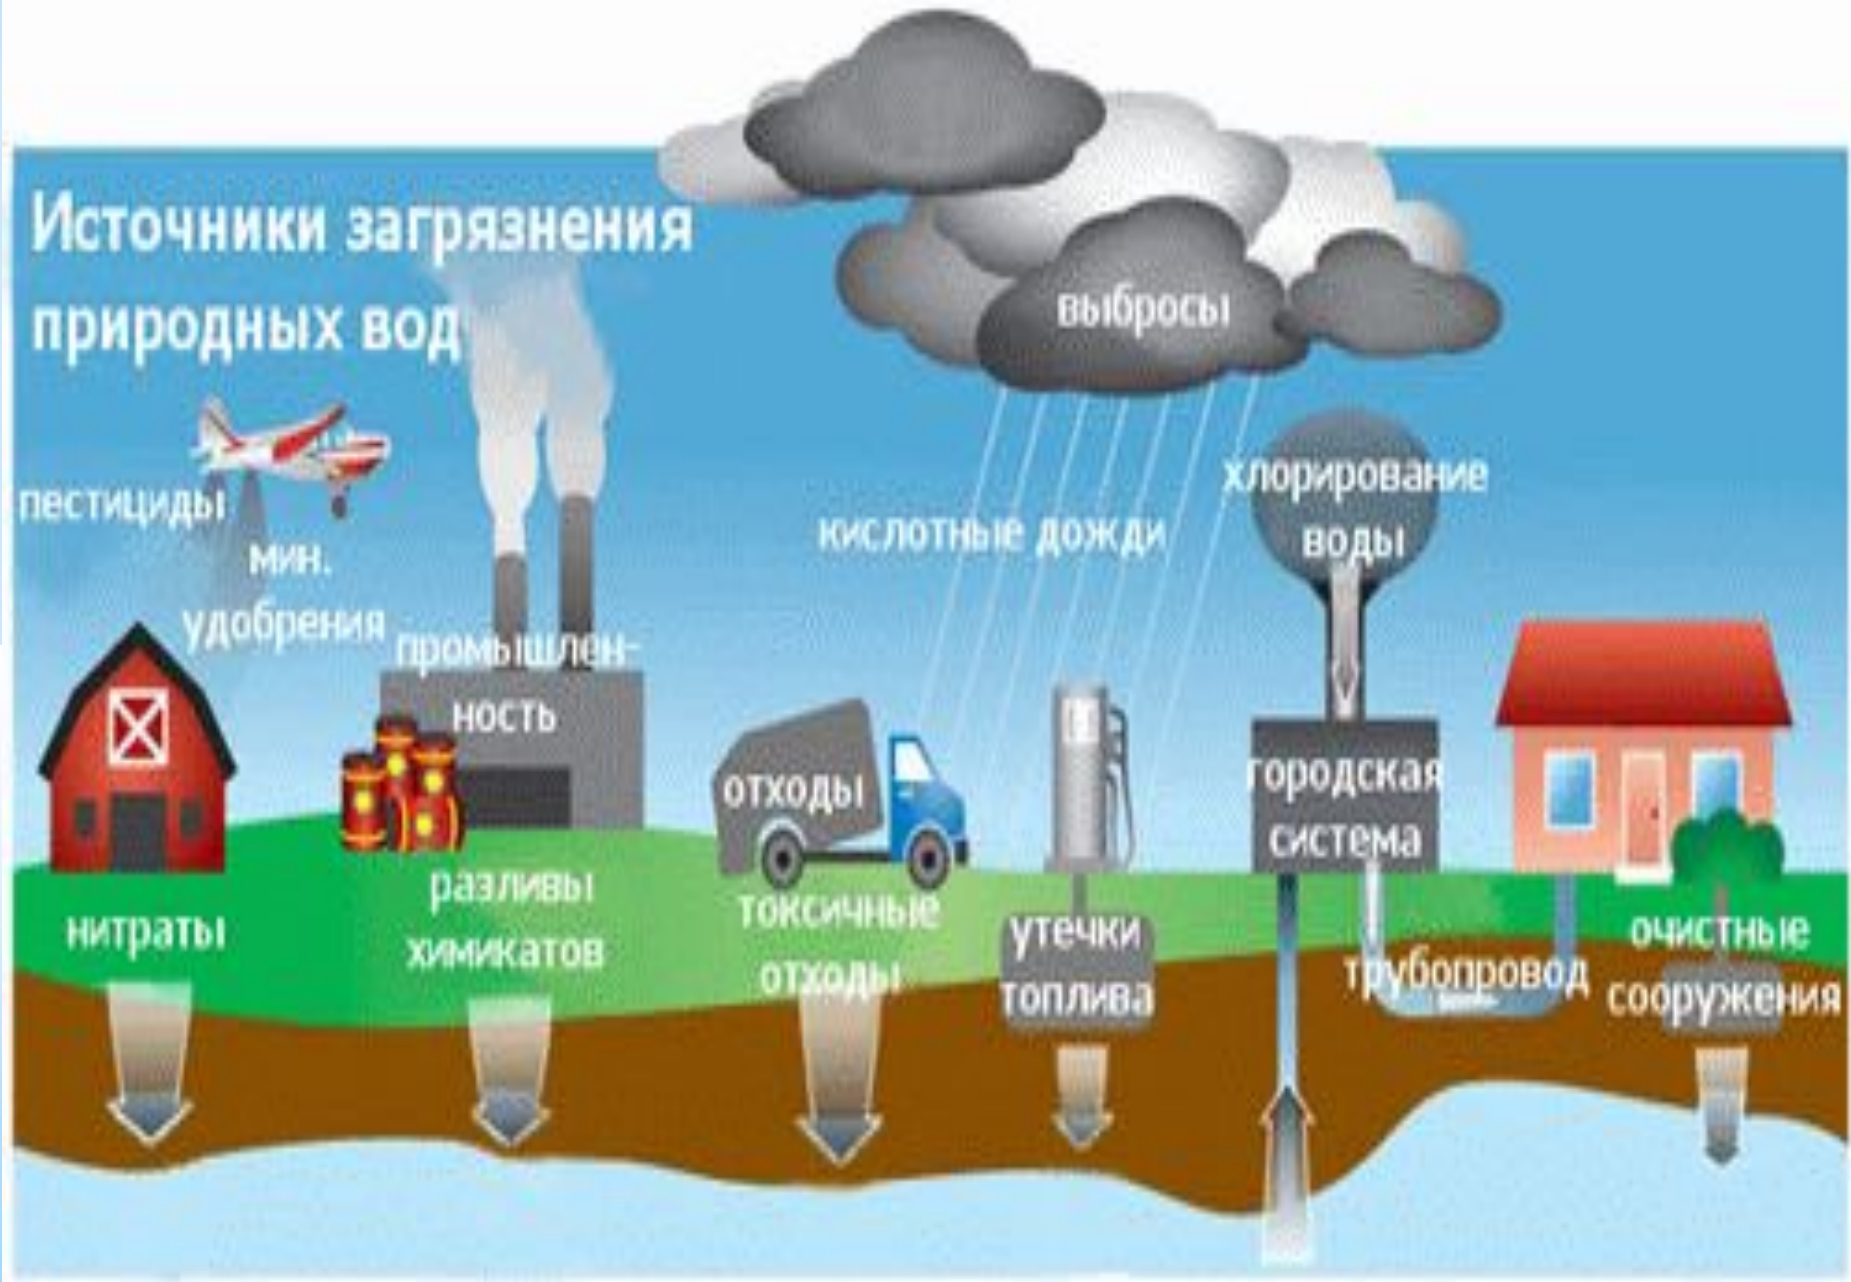 Источники загрязнения
природных вод
выбросы
пестициды
мин.
удобрения
кислотные дожди
хлорирование
воды
промышлен-
ность
отходы
городская
система
нитраты
разливы
химикатов
токсичные
отходы
утечки
топлива
трубопровод
очистные
сооружения